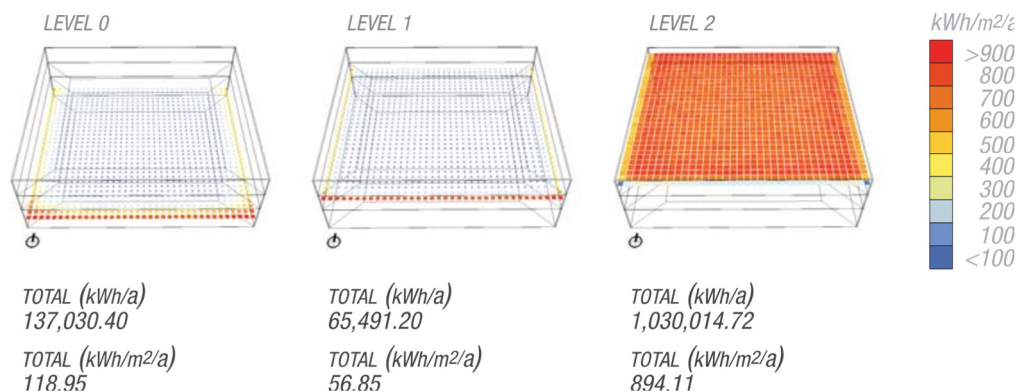 LEVEL 0
LEVEL 1
LEVEL 2
kWh/m2/a
>900
800
700
600
500
400
300
200
100
<100
TOTAL (kWh/a)
137,030.40
TOTAL (kWh/m2/a)
118.95
TOTAL (kWh/a)
65,491.20
TOTAL (kWh/m2/a)
56.85
TOTAL (kWh/a)
1,030,014.72
TOTAL (kWh/m2/a)
894.11